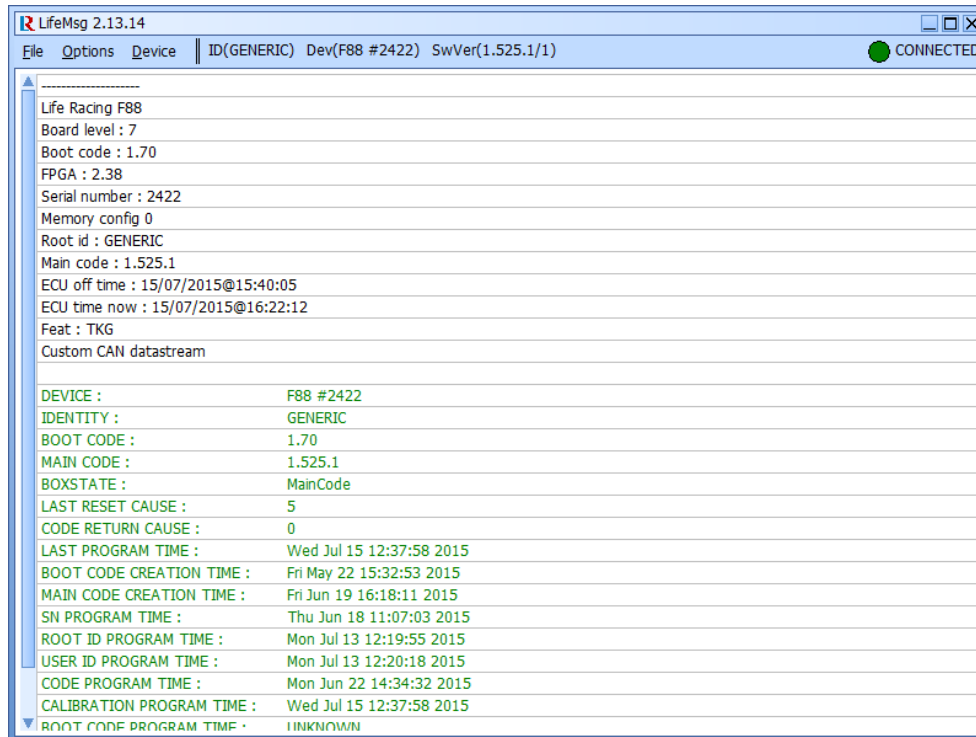 LifeMsg 2.13.14
File Options Device ID(GENERIC) Dev(F88 #2422) SwVer(1.525.1/1) CONNECTED
--------------------
Life Racing F88
Board level : 7
Boot code : 1.70
FPGA : 2.38
Serial number : 2422
Memory config 0
Root id : GENERIC
Main code : 1.525.1
ECU off time : 15/07/2015@15:40:05
ECU time now : 15/07/2015@16:22:12
Feat : TKG
Custom CAN datastream
DEVICE : F88 #2422
IDENTITY : GENERIC
BOOT CODE : 1.70
MAIN CODE : 1.525.1
BOXSTATE : MainCode
LAST RESET CAUSE : 5
CODE RETURN CAUSE : 0
LAST PROGRAM TIME : Wed Jul 15 12:37:58 2015
BOOT CODE CREATION TIME : Fri May 22 15:32:53 2015
MAIN CODE CREATION TIME : Fri Jun 19 16:18:11 2015
SN PROGRAM TIME : Thu Jun 18 11:07:03 2015
ROOT ID PROGRAM TIME : Mon Jul 13 12:19:55 2015
USER ID PROGRAM TIME : Mon Jul 13 12:20:18 2015
CODE PROGRAM TIME : Mon Jun 22 14:34:32 2015
CALIBRATION PROGRAM TIME : Wed Jul 15 12:37:58 2015
BOOT CODE PROGRAM TIME : UNKNOWN